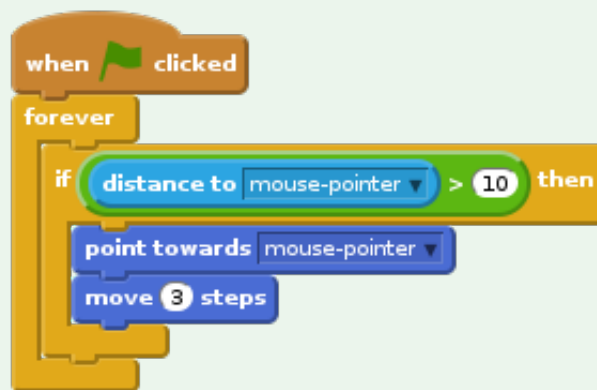 when clicked
forever
if distance to mouse-pointer > 10 then
point towards mouse-pointer
move 3 steps